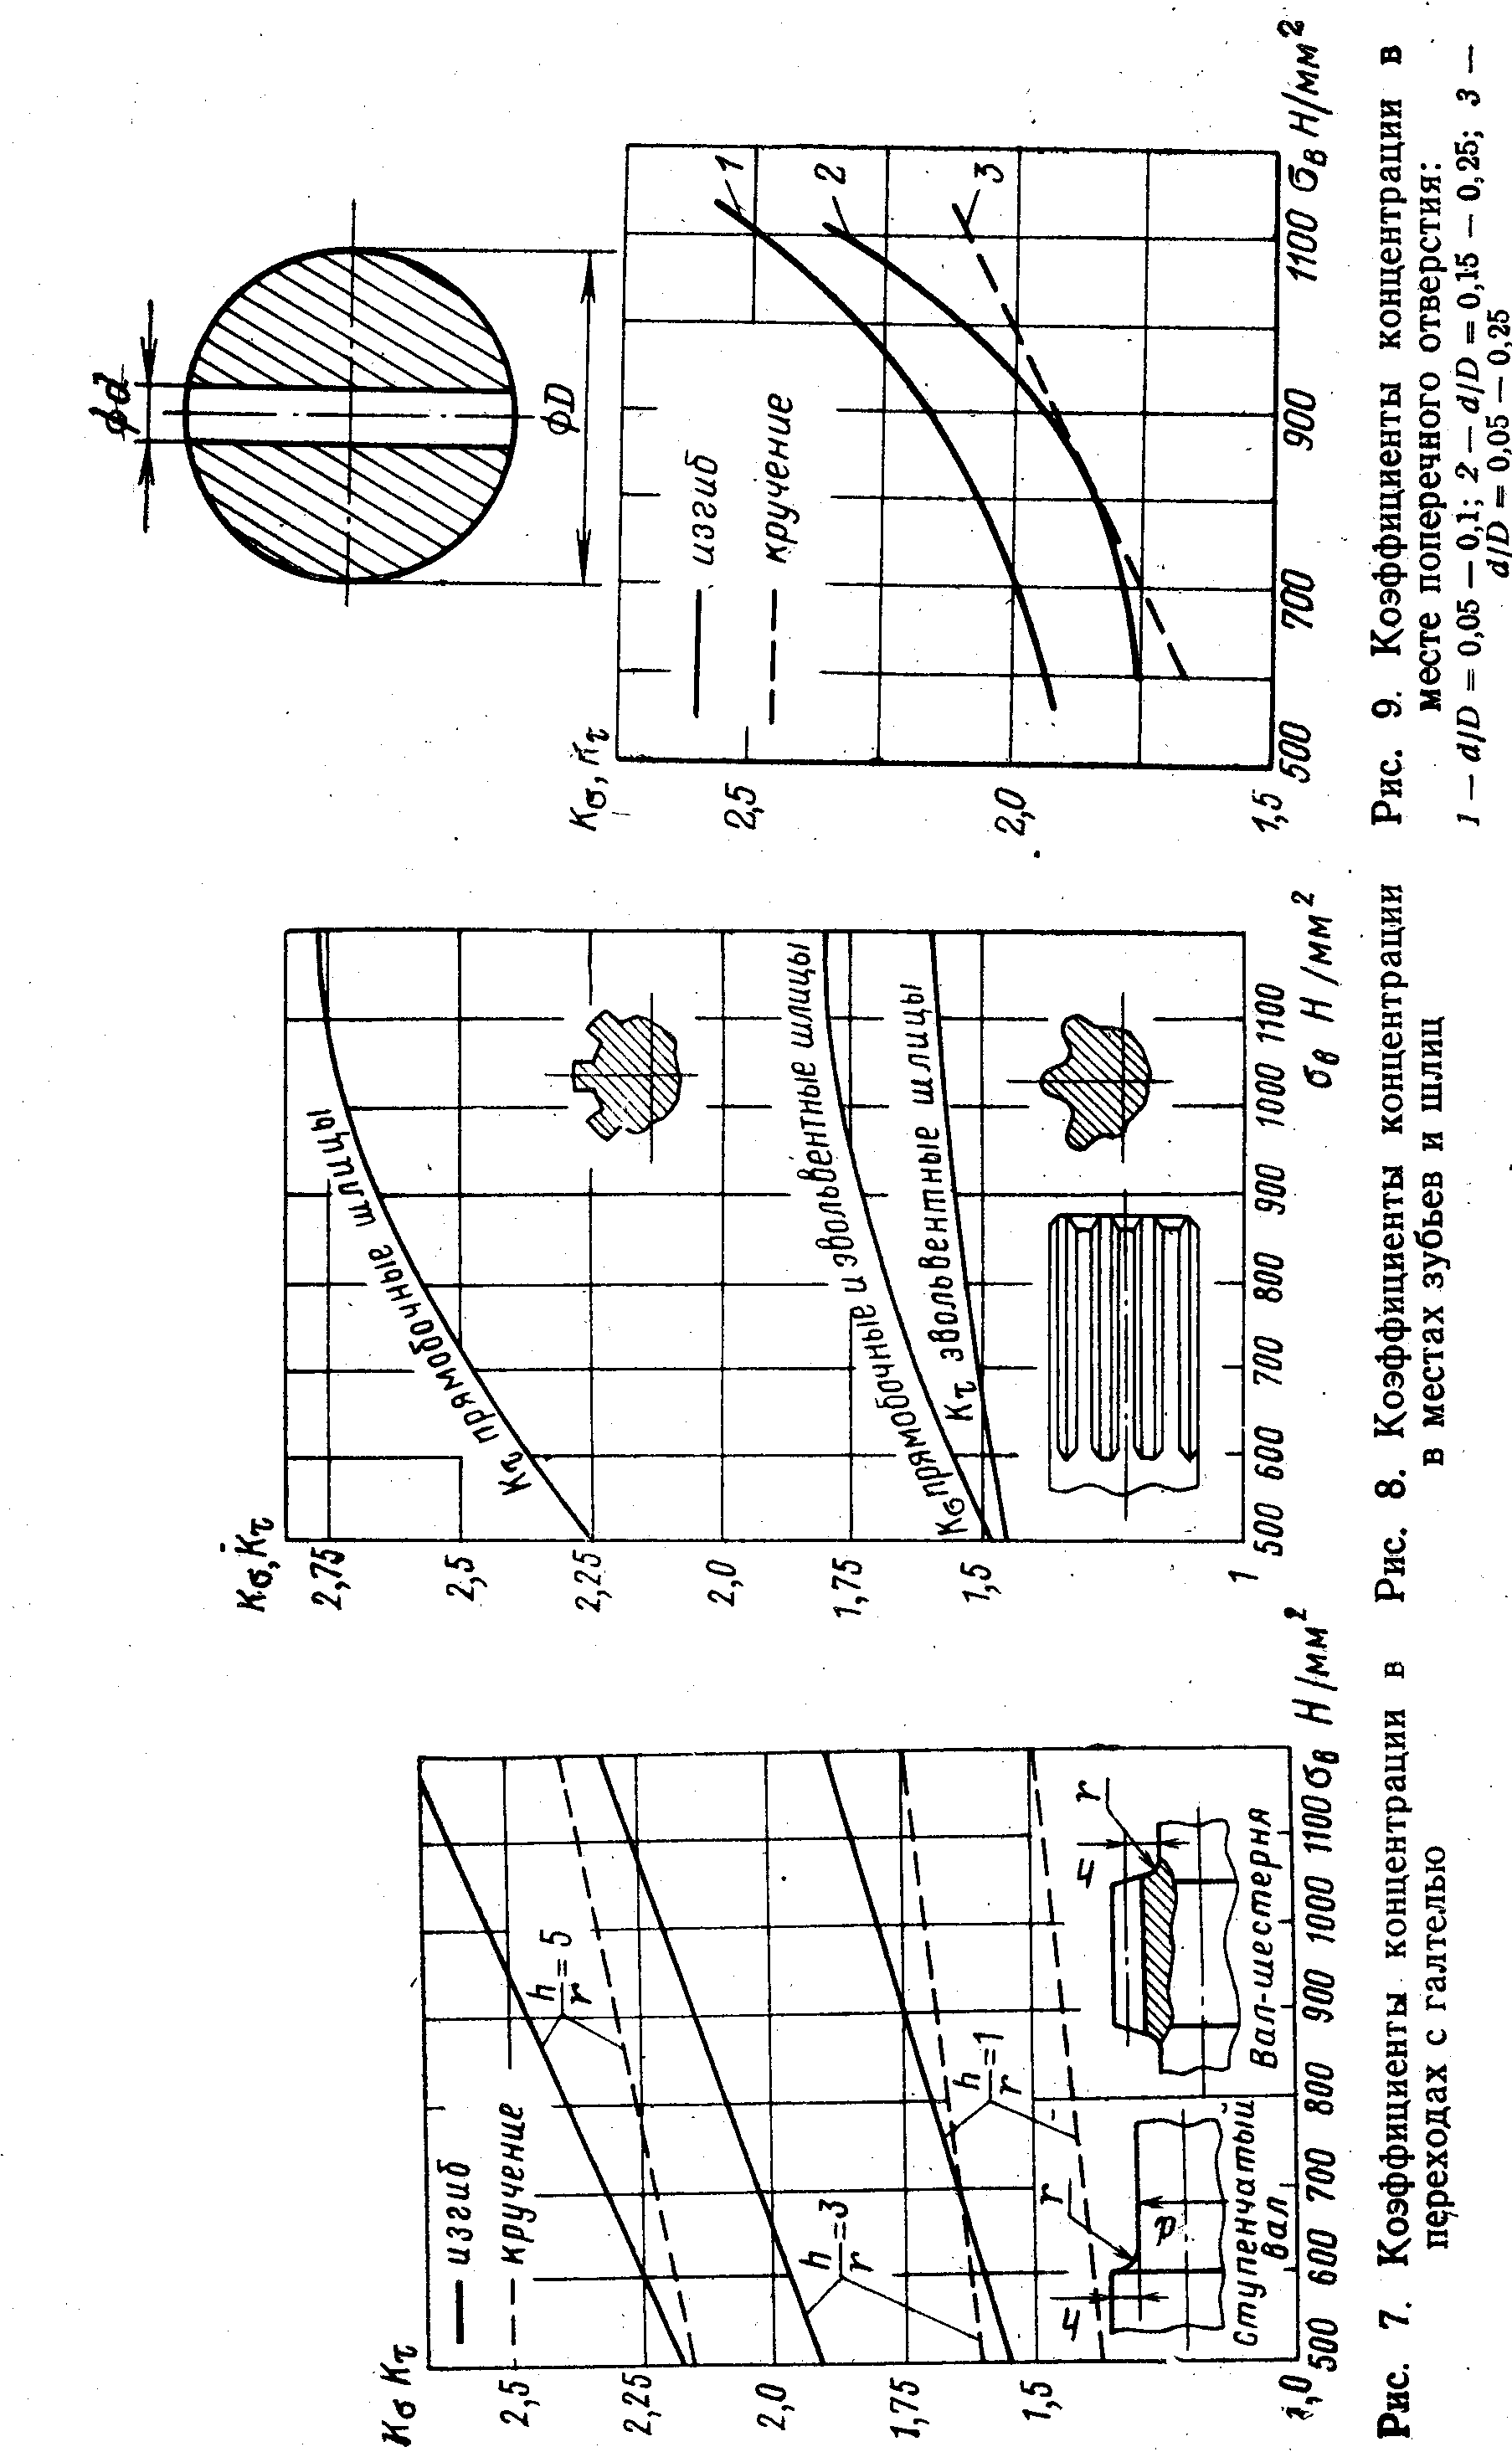 Kσ Kτ
2,5
2,25
2,0
1,75
1,5
1,0
изгиб
кручение
h/r=5
h/r=3
h/r=1
h
r
d
h
r
Ступенчатый
вал
Вал-шестерня
500 600 700 800 900 1000 1100 σв Н/мм²
Рис. 7. Коэффициенты концентрации в
переходах с галтелью
Kσ, Kτ
2,75
2,5
2,25
2,0
1,75
1,5
1
Kτ прямобочные шлицы
Kσ прямобочные и эвольвентные шлицы
Kτ эвольвентные шлицы
500 600 700 800 900 1000 1100
σв Н/мм²
Рис. 8. Коэффициенты концентрации
в местах зубьев и шлиц
ϕd
ϕD
Kσ, Kτ
2,5
2,0
1,5
изгиб
кручение
1
2
3
500 700 900 1100 σв Н/мм²
Рис. 9. Коэффициенты концентрации в
месте поперечного отверстия:
1 — d/D = 0,05 — 0,1; 2 — d/D = 0,15 — 0,25; 3 —
d/D = 0,05 — 0,25